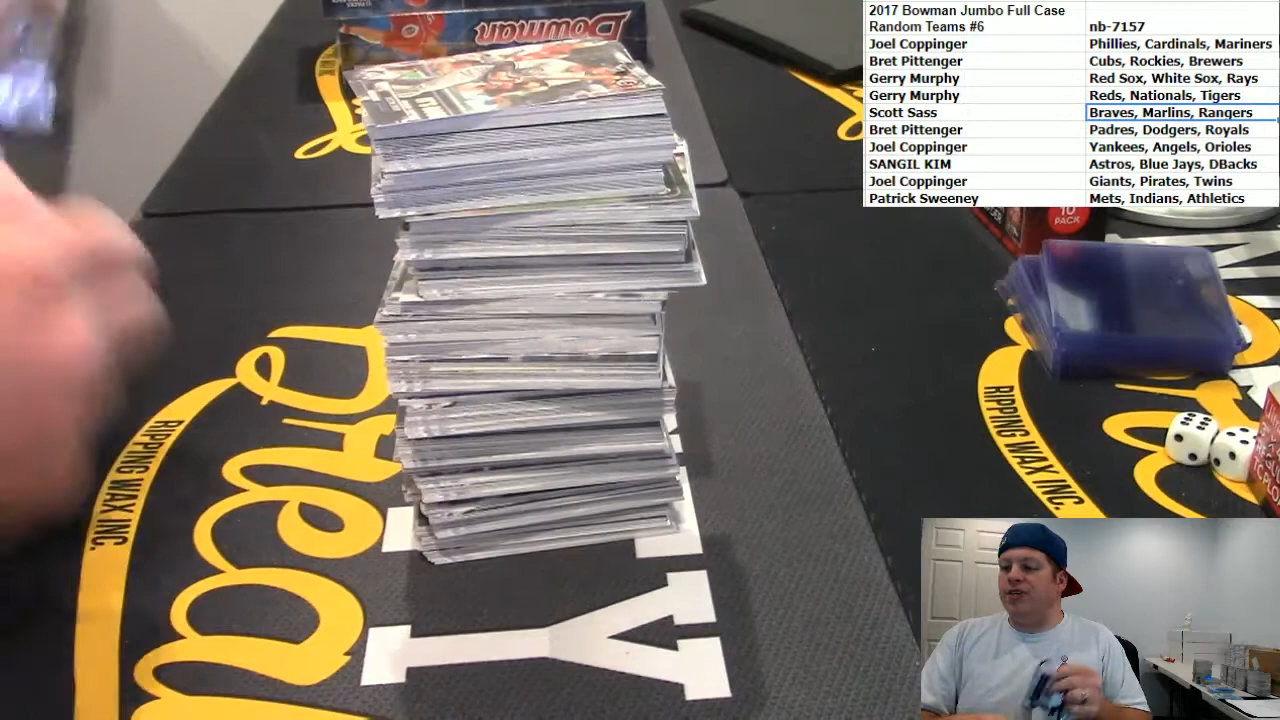 2017 Bowman Jumbo Full Case
Random Teams #6 nb-7157
Joel Coppinger Phillies, Cardinals, Mariners
Bret Pittenger Cubs, Rockies, Brewers
Gerry Murphy Red Sox, White Sox, Rays
Gerry Murphy Reds, Nationals, Tigers
Scott Sass Braves, Marlins, Rangers
Bret Pittenger Padres, Dodgers, Royals
Joel Coppinger Yankees, Angels, Orioles
SANGIL KIM Astros, Blue Jays, DBacks
Joel Coppinger Giants, Pirates, Twins
Patrick Sweeney Mets, Indians, Athletics
Bowman
10
PACK
RIPPING WAX INC.
RIPPING WAX INC.
Y